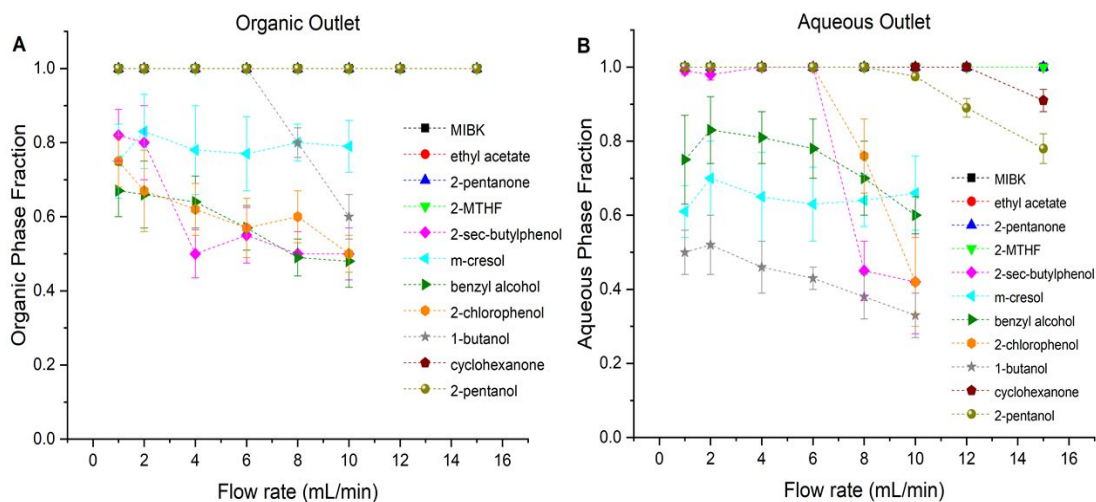 Organic Outlet
A
Organic Phase Fraction
1.0
0.8
0.6
0.4
0.2
0.0
0
2
4
6
8
10
12
14
16
Flow rate (mL/min)
MIBK
ethyl acetate
2-pentanone
2-MTHF
2-sec-butylphenol
m-cresol
benzyl alcohol
2-chlorophenol
1-butanol
cyclohexanone
2-pentanol
Aqueous Outlet
B
Aqueous Phase Fraction
1.0
0.8
0.6
0.4
0.2
0.0
0
2
4
6
8
10
12
14
16
Flow rate (mL/min)
MIBK
ethyl acetate
2-pentanone
2-MTHF
2-sec-butylphenol
m-cresol
benzyl alcohol
2-chlorophenol
1-butanol
cyclohexanone
2-pentanol